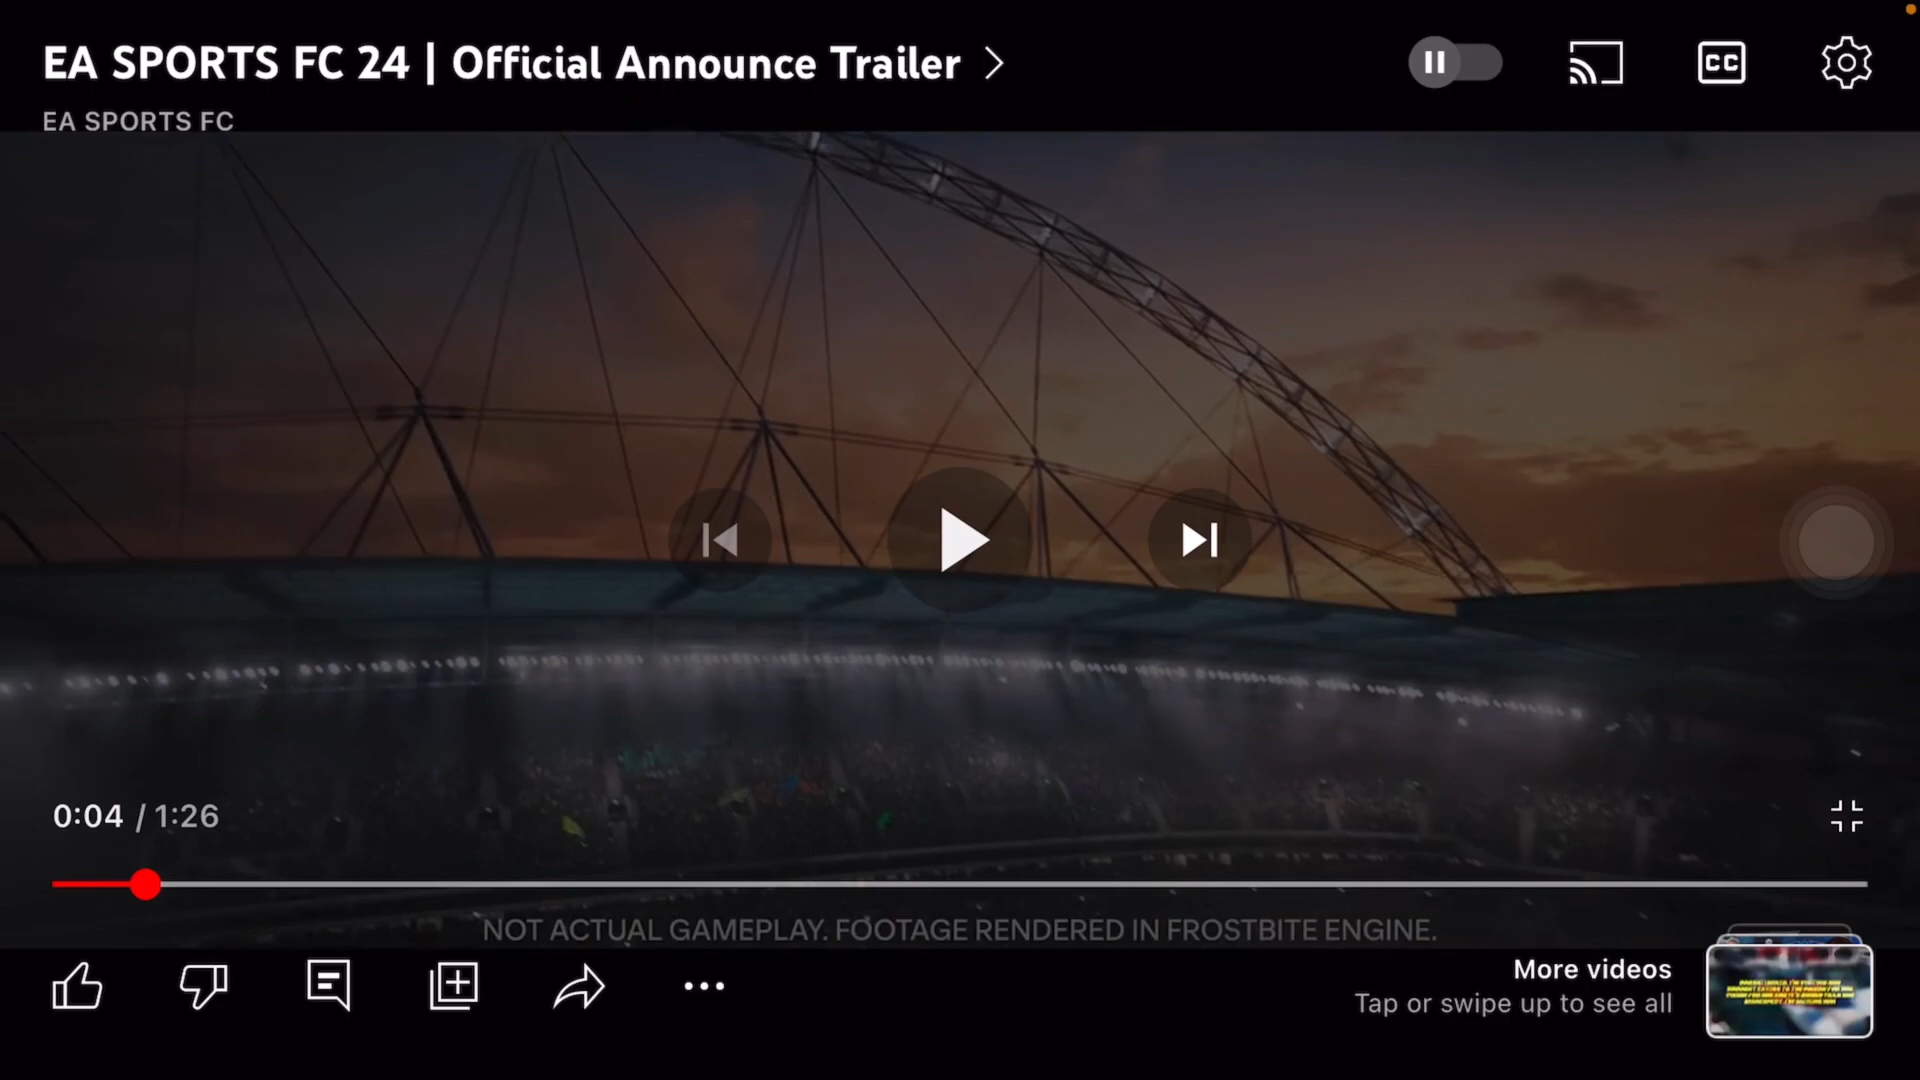 EA SPORTS FC 24 | Official Announce Trailer
CC
EA SPORTS FC
0:04 / 1:26
NOT ACTUAL GAMEPLAY. FOOTAGE RENDERED IN FROSTBITE ENGINE.
More videos
Tap or swipe up to see all